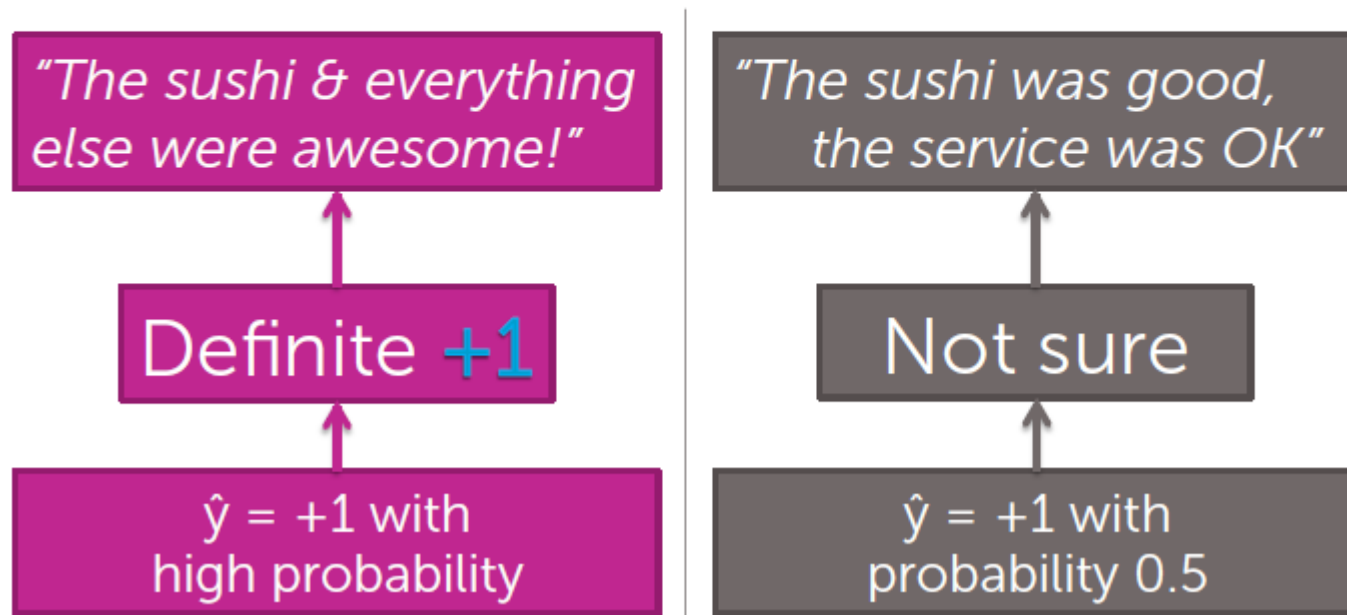 "The sushi & everything
else were awesome!"
Definite +1
ŷ = +1 with
high probability
"The sushi was good,
the service was OK"
Not sure
ŷ = +1 with
probability 0.5